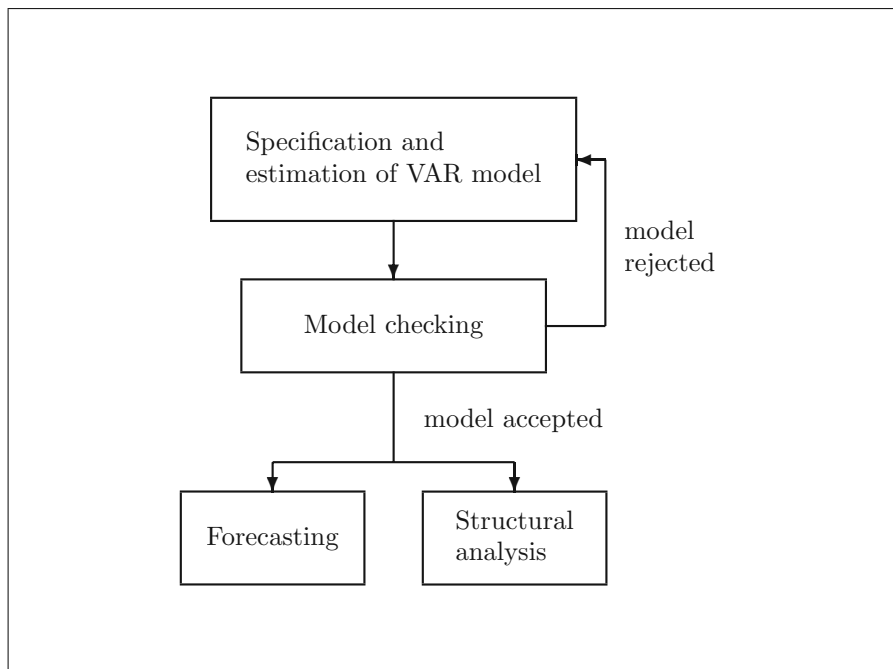 Specification and
estimation of VAR model
model
rejected
Model checking
model accepted
Forecasting
Structural
analysis